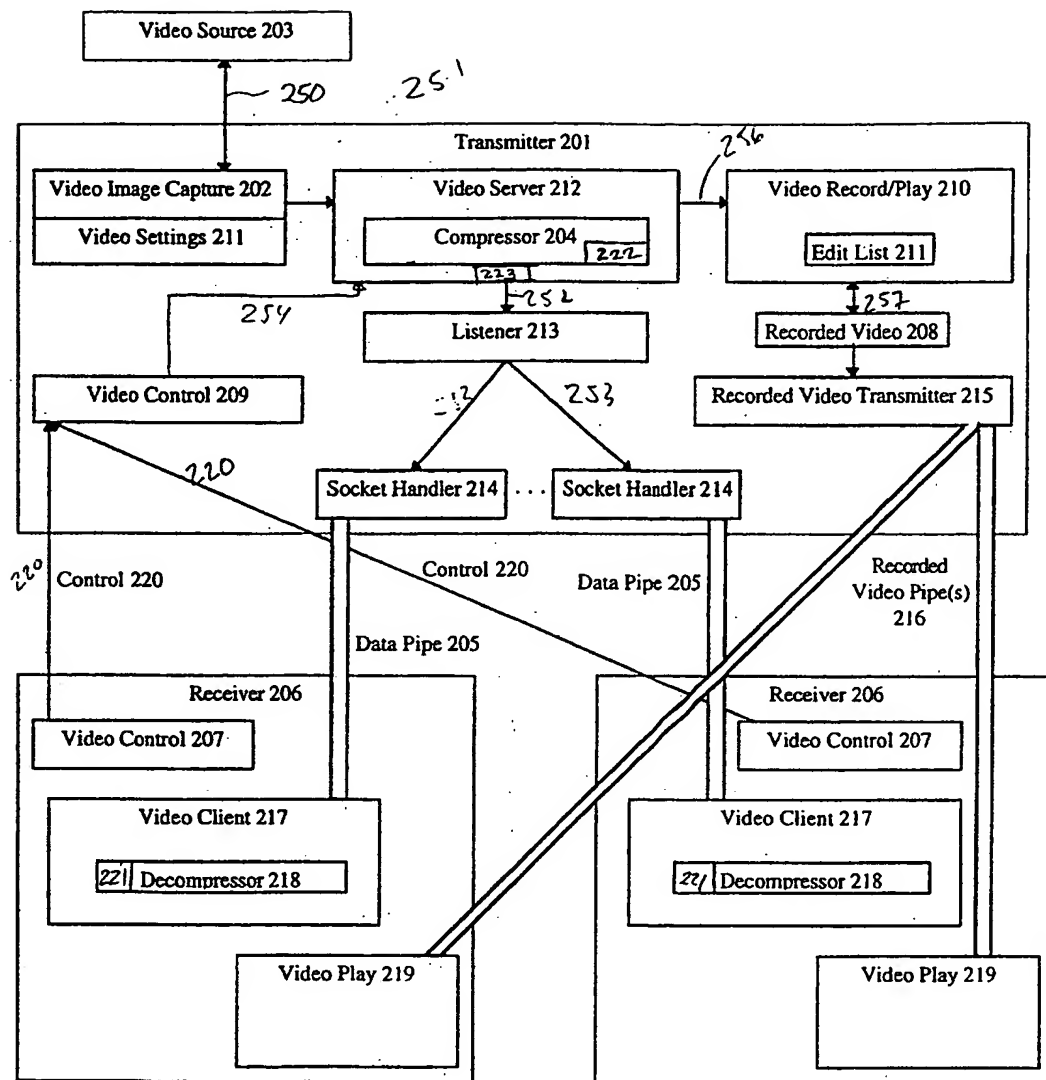 Video Source 203
250
251
Transmitter 201
256
Video Image Capture 202
Video Settings 211
Video Server 212
Compressor 204
222
223
Video Record/Play 210
Edit List 211
252
257
254
Listener 213
Recorded Video 208
Video Control 209
253
Recorded Video Transmitter 215
220
Socket Handler 214
. . .
Socket Handler 214
220
Control 220
Control 220
Data Pipe 205
Recorded
Video Pipe(s)
216
Data Pipe 205
Receiver 206
Receiver 206
Video Control 207
Video Control 207
Video Client 217
Video Client 217
221 Decompressor 218
221 Decompressor 218
Video Play 219
Video Play 219